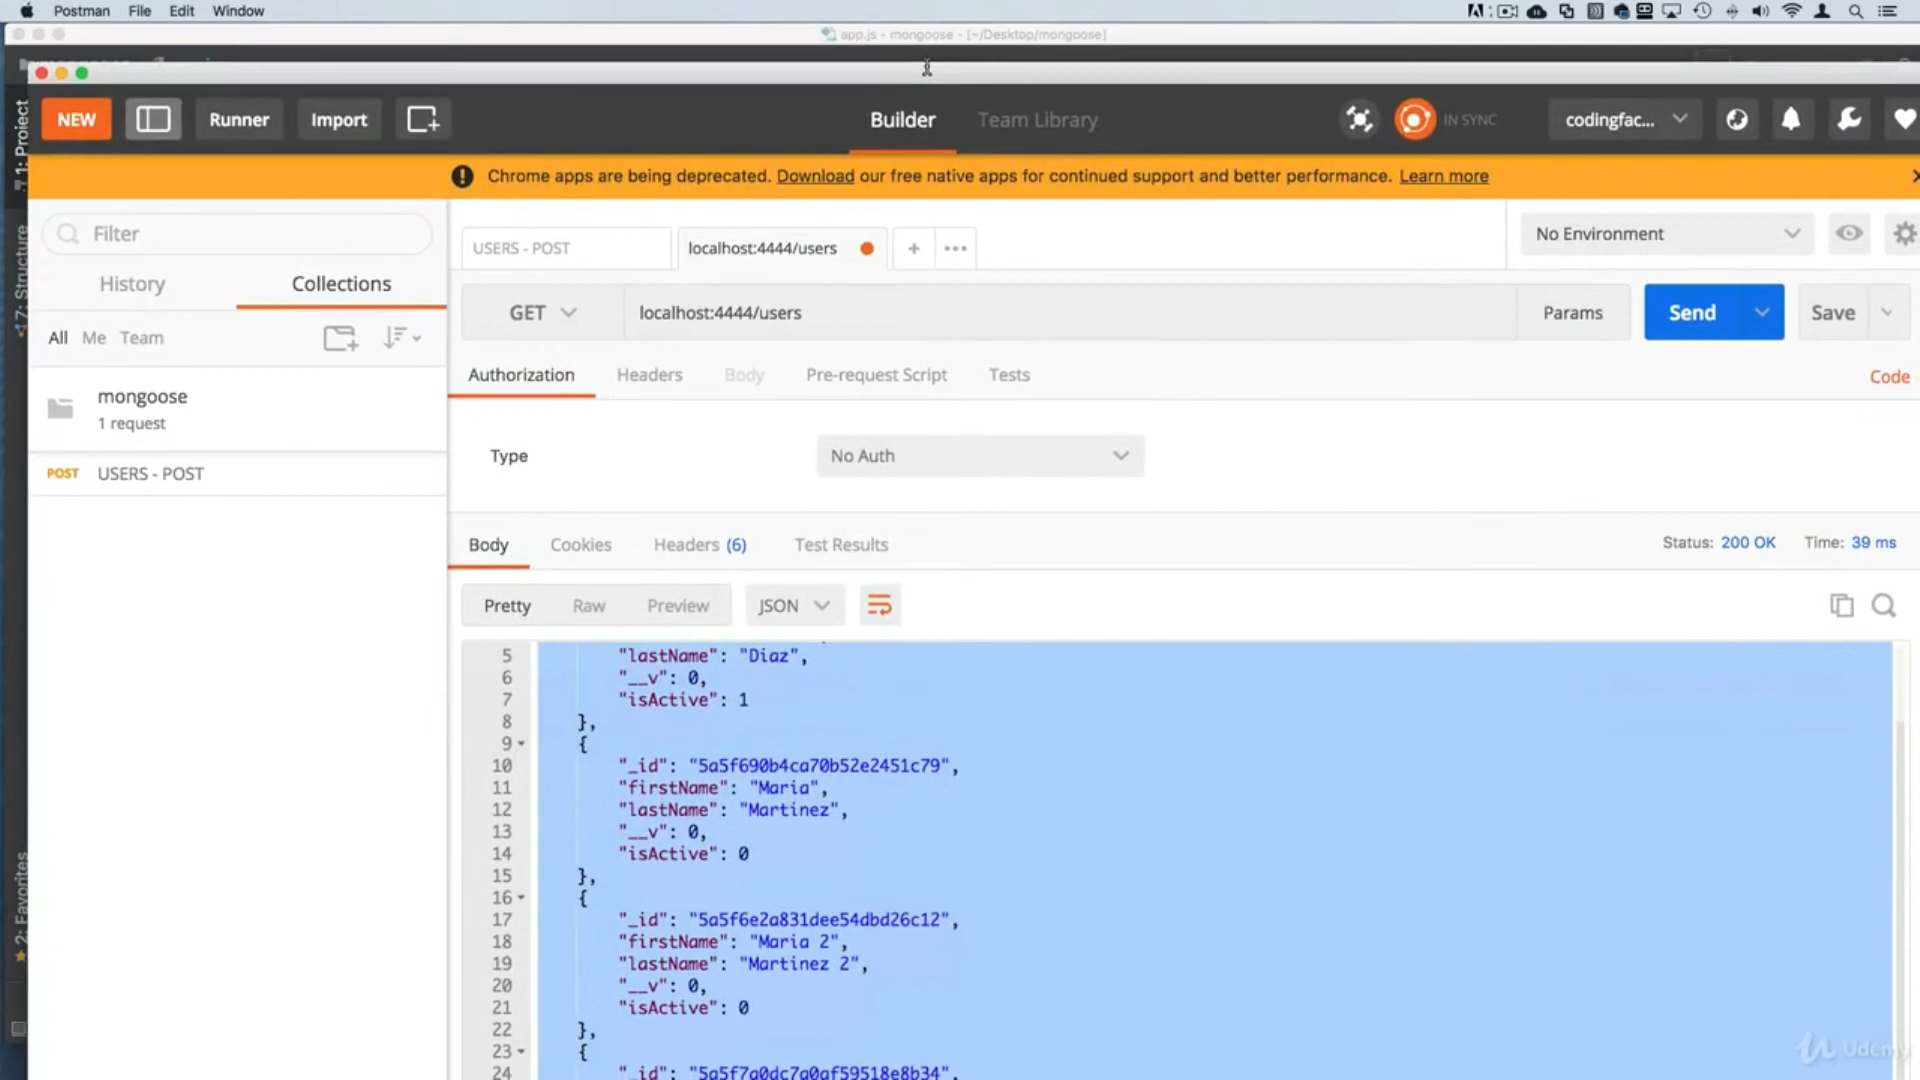 Postman File Edit Window
app.js - mongoose - [~/Desktop/mongoose]
NEW Runner Import Builder Team Library IN SYNC codingfac...
Chrome apps are being deprecated. Download our free native apps for continued support and better performance. Learn more
1: Project
7: Structure
2: Favorites
Filter
History Collections
All Me Team
mongoose
1 request
POST USERS - POST
USERS - POST localhost:4444/users + •••
No Environment
GET localhost:4444/users Params Send Save
Authorization Headers Body Pre-request Script Tests Code
Type No Auth
Body Cookies Headers (6) Test Results Status: 200 OK Time: 39 ms
Pretty Raw Preview JSON
5 "lastName": "Diaz",
6 "__v": 0,
7 "isActive": 1
8 },
9 {
10 "_id": "5a5f690b4ca70b52e2451c79",
11 "firstName": "Maria",
12 "lastName": "Martinez",
13 "__v": 0,
14 "isActive": 0
15 },
16 {
17 "_id": "5a5f6e2a831dee54dbd26c12",
18 "firstName": "Maria 2",
19 "lastName": "Martinez 2",
20 "__v": 0,
21 "isActive": 0
22 },
23 {
24 "_id": "5a5f7a0dc7a0af59518e8b34",
Udemy